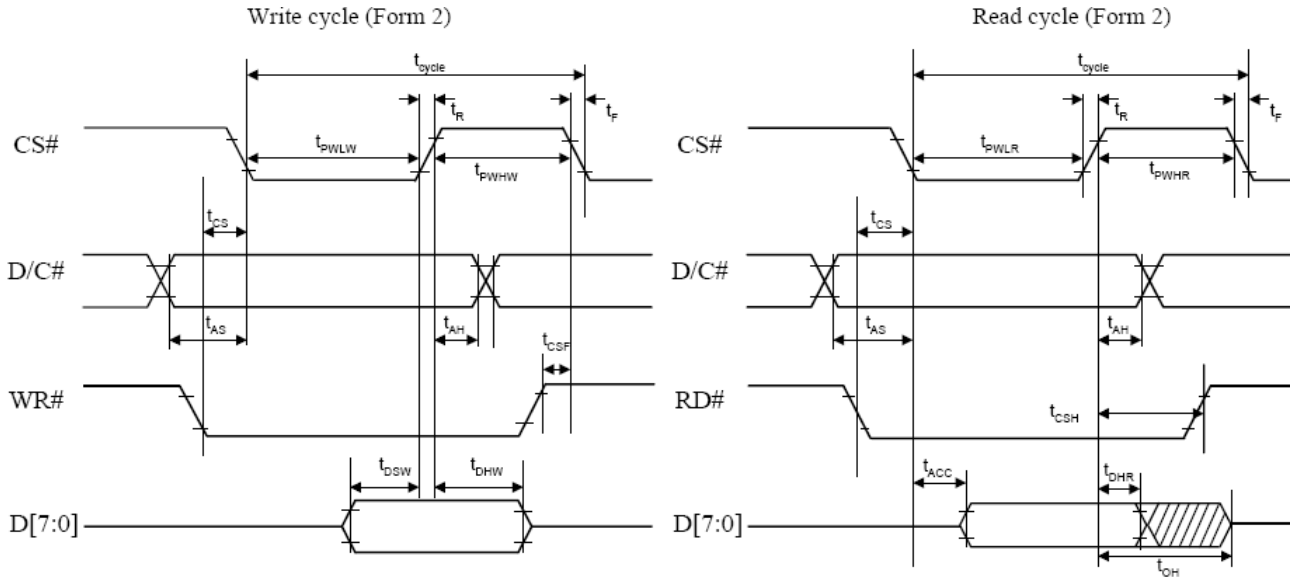 Write cycle (Form 2)
tcycle
tR
tF
CS#
tPWLW
tPWHW
tCS
D/C#
tAS
tAH
tCSF
WR#
tDSW
tDHW
D[7:0]
Read cycle (Form 2)
tcycle
tR
tF
CS#
tPWLR
tPWHR
tCS
D/C#
tAS
tAH
RD#
tCSH
tACC
tDHR
D[7:0]
tOH